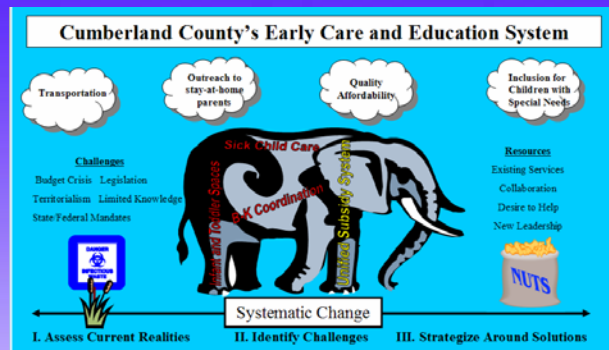 Cumberland County's Early Care and Education System
Transportation
Outreach to
stay-at-home
parents
Quality
Affordability
Inclusion for
Children with
Special Needs
Challenges
Budget Crisis Legislation
Territorialism Limited Knowledge
State/Federal Mandates
Sick Child Care
Infant and Toddler Spaces
B-K Coordination
United Subsidy System
Resources
Existing Services
Collaboration
Desire to Help
New Leadership
DANGER
INFECTIOUS
WASTE
NUTS
Systematic Change
I. Assess Current Realities
II. Identify Challenges
III. Strategize Around Solutions